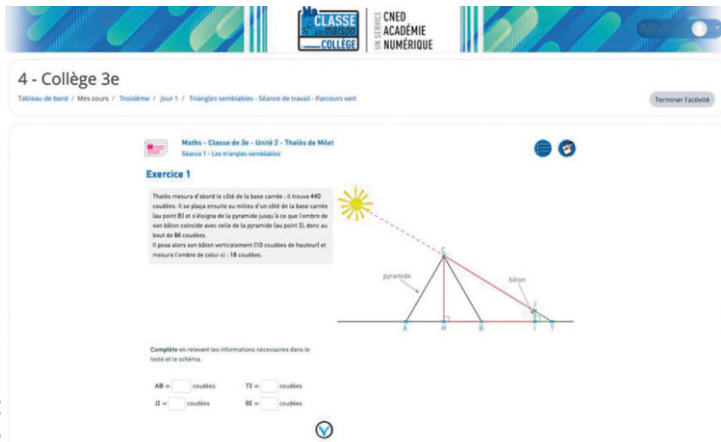 Ma
CLASSE
à la maison
COLLÈGE
UN SERVICE
CNED
ACADÉMIE
NUMÉRIQUE
4 - Collège 3e
Tableau de bord / Mes cours / Troisième / Jour 1 / Triangles semblables - Séance de travail - Parcours vert
Terminer l'activité
Maths - Classe de 3e - Unité 2 - Thalès de Milet
Séance 1 - Les triangles semblables
Exercice 1
Thalès mesura d'abord le côté de la base carrée : il trouva 440
coudées. Il se plaça ensuite au milieu d'un côté de la base carrée
(au point B) et s'éloigna de la pyramide jusqu'à ce que l'ombre de
son bâton coïncide avec celle de la pyramide (au point I), donc au
bout de 86 coudées.
Il posa alors son bâton verticalement (10 coudées de hauteur) et
mesura l'ombre de celui-ci : 18 coudées.
C
pyramide
bâton
J
A H B I T
Complète en relevant les informations nécessaires dans le
texte et le schéma.
AB = coudées TI = coudées
JI = coudées BI = coudées